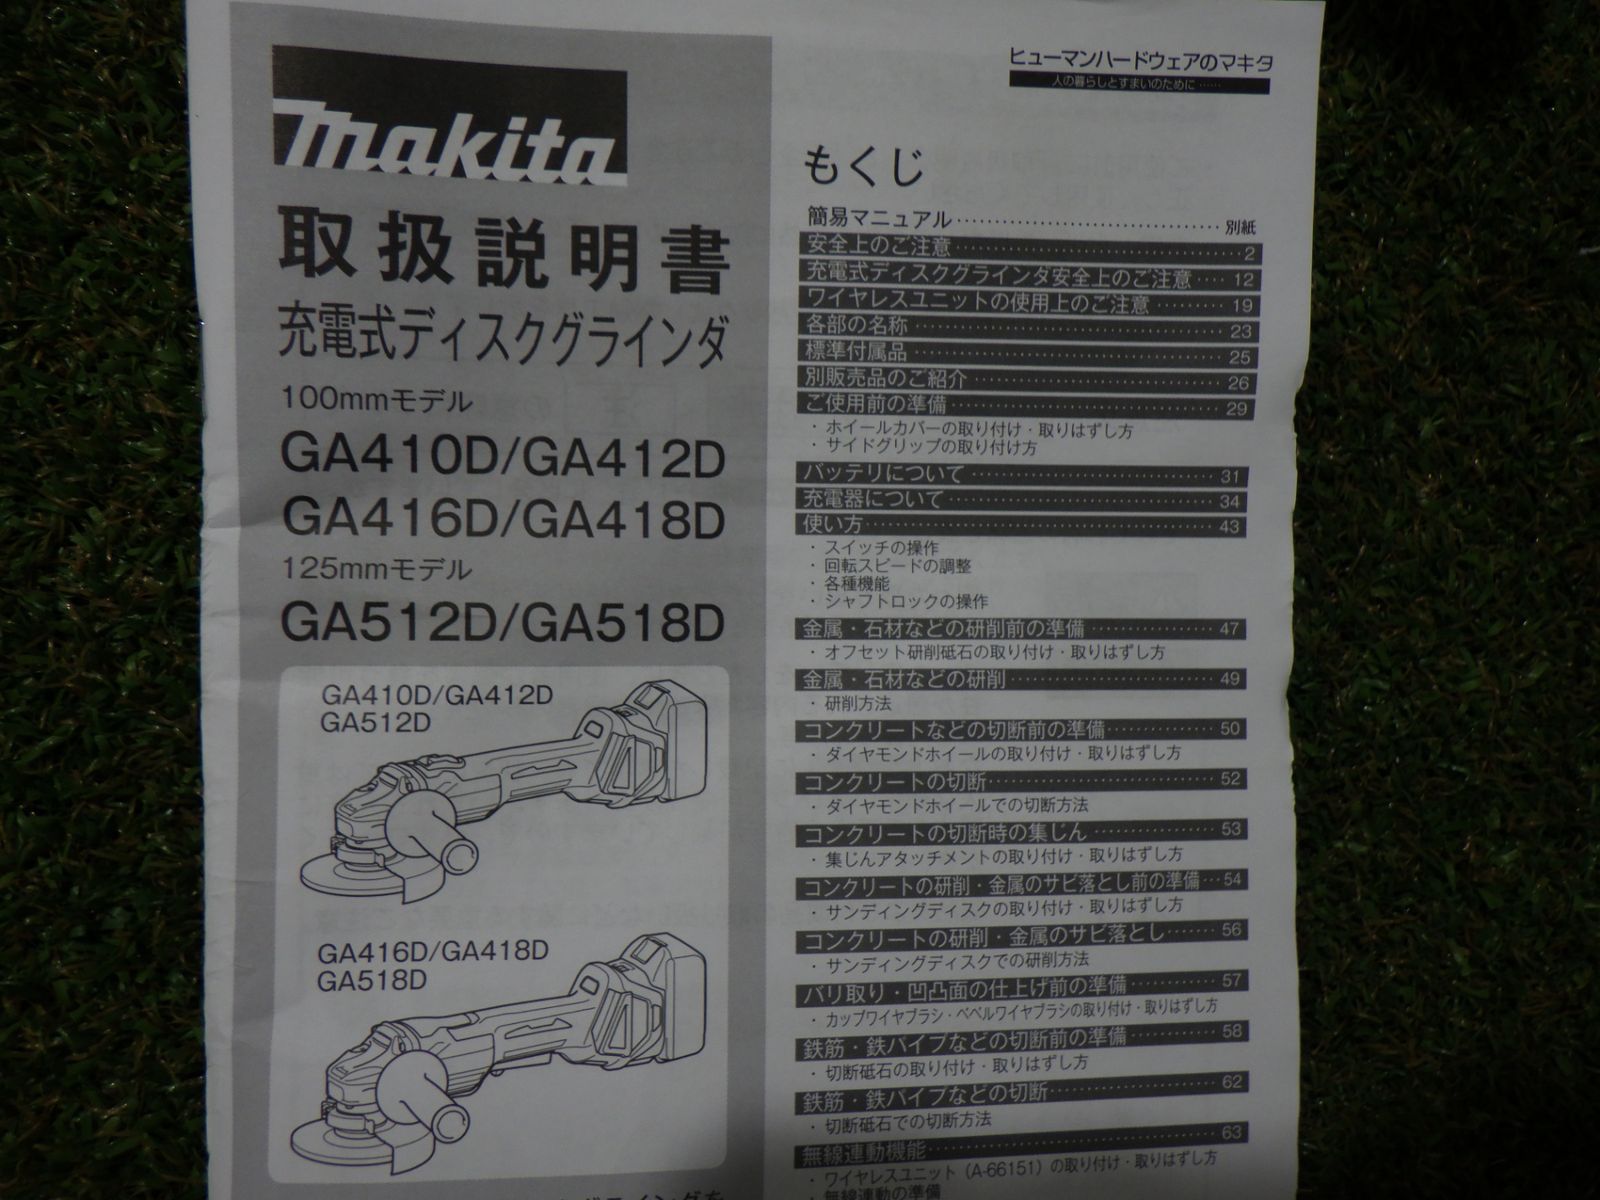 makita
取扱説明書
充電式ディスクグラインダ
100mmモデル
GA410D/GA412D
GA416D/GA418D
125mmモデル
GA512D/GA518D
GA410D/GA412D
GA512D
GA416D/GA418D
GA518D
ヒューマンハードウェアのマキタ
人の暮らしとすまいのために……
もくじ
簡易マニュアル 別紙
安全上のご注意 2
充電式ディスクグラインダ安全上のご注意 12
ワイヤレスユニットの使用上のご注意 19
各部の名称 23
標準付属品 25
別販売品のご紹介 26
ご使用前の準備 29
・ホイールカバーの取り付け・取りはずし方
・サイドグリップの取り付け方
バッテリについて 31
充電器について 34
使い方 43
・スイッチの操作
・回転スピードの調整
・各種機能
・シャフトロックの操作
金属・石材などの研削前の準備 47
・オフセット研削砥石の取り付け・取りはずし方
金属・石材などの研削 49
・研削方法
コンクリートなどの切断前の準備 50
・ダイヤモンドホイールの取り付け・取りはずし方
コンクリートの切断 52
・ダイヤモンドホイールでの切断方法
コンクリートの切断時の集じん 53
・集じんアタッチメントの取り付け・取りはずし方
コンクリートの研削・金属のサビ落とし前の準備 54
・サンディングディスクの取り付け・取りはずし方
コンクリートの研削・金属のサビ落とし 56
・サンディングディスクでの研削方法
バリ取り・凹凸面の仕上げ前の準備 57
・カップワイヤブラシ・ベベルワイヤブラシの取り付け・取りはずし方
鉄筋・鉄パイプなどの切断前の準備 58
・切断砥石の取り付け・取りはずし方
鉄筋・鉄パイプなどの切断 62
・切断砥石での切断方法
無線連動機能 63
・ワイヤレスユニット（A-66151）の取り付け・取りはずし方
・無線連動の準備